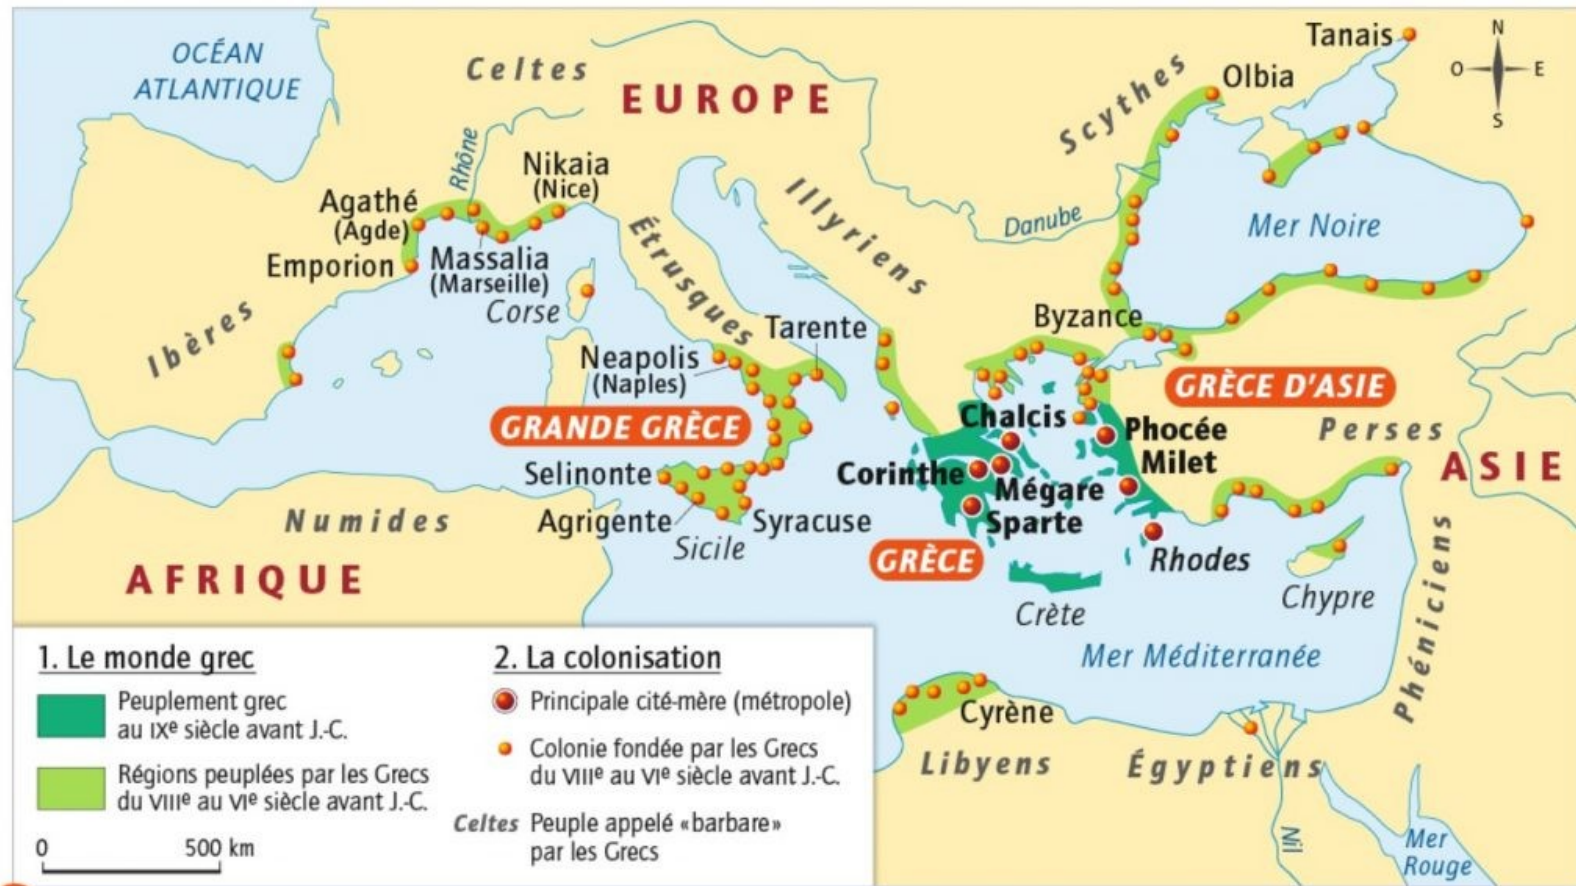 OCÉAN
ATLANTIQUE
Celtes
EUROPE
Scythes
Tanais
Olbia
N
O
E
S
Rhône
Nikaia
(Nice)
Agathé
(Agde)
Emporion
Massalia
(Marseille)
Corse
Ibères
Étrusques
Illyriens
Danube
Mer Noire
Byzance
Tarente
Neapolis
(Naples)
GRANDE GRÈCE
GRÈCE D'ASIE
Chalcis
Phocée
Perses
Milet
ASIE
Corinthe
Mégare
Sparte
Selinonte
Agrigente
Syracuse
Sicile
Numides
AFRIQUE
GRÈCE
Rhodes
Crète
Chypre
Phéniciens
Mer Méditerranée
Cyrène
Libyens
Égyptiens
Nil
Mer
Rouge
1. Le monde grec
Peuplement grec
au IXe siècle avant J.-C.
Régions peuplées par les Grecs
du VIIIe au VIe siècle avant J.-C.
0 500 km
2. La colonisation
Principale cité-mère (métropole)
Colonie fondée par les Grecs
du VIIIe au VIe siècle avant J.-C.
Celtes Peuple appelé «barbare»
par les Grecs